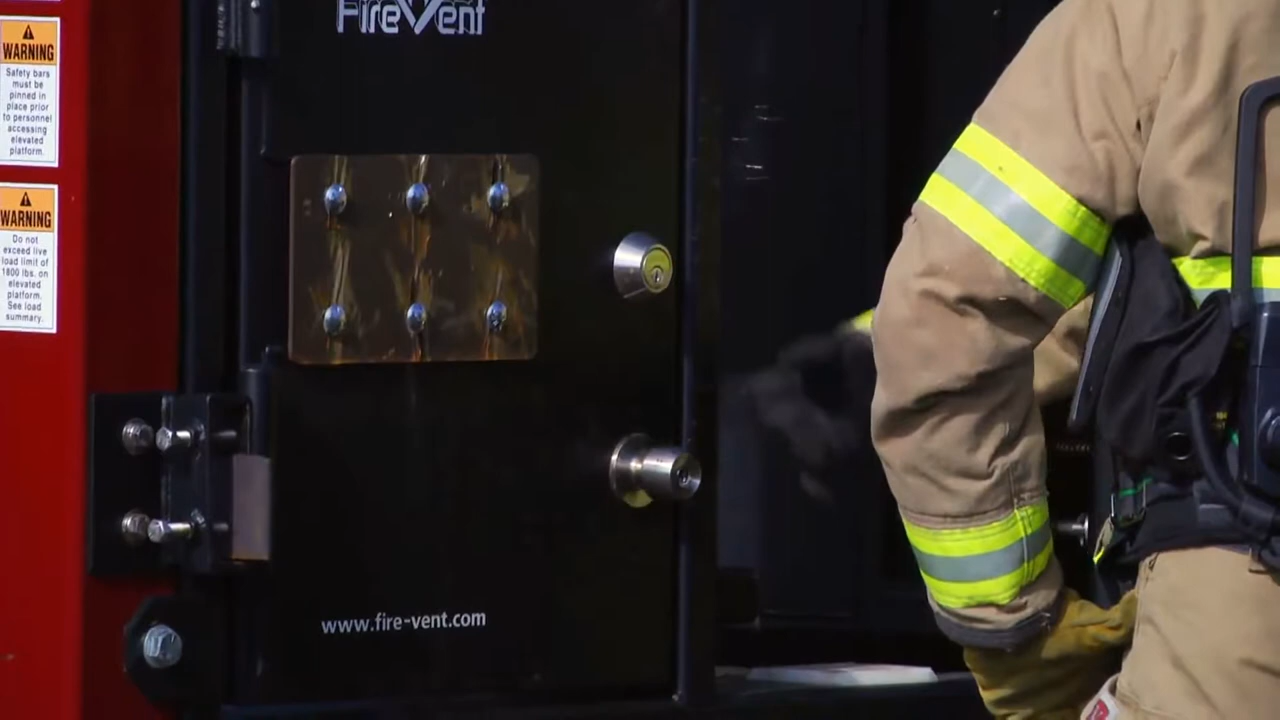 FireVent
WARNING
Safety bars
must be
pinned in
place prior
to personnel
accessing
elevated
platform.
WARNING
Do not
exceed live
load limit of
1800 lbs. on
elevated
platform.
See load
summary.
www.fire-vent.com